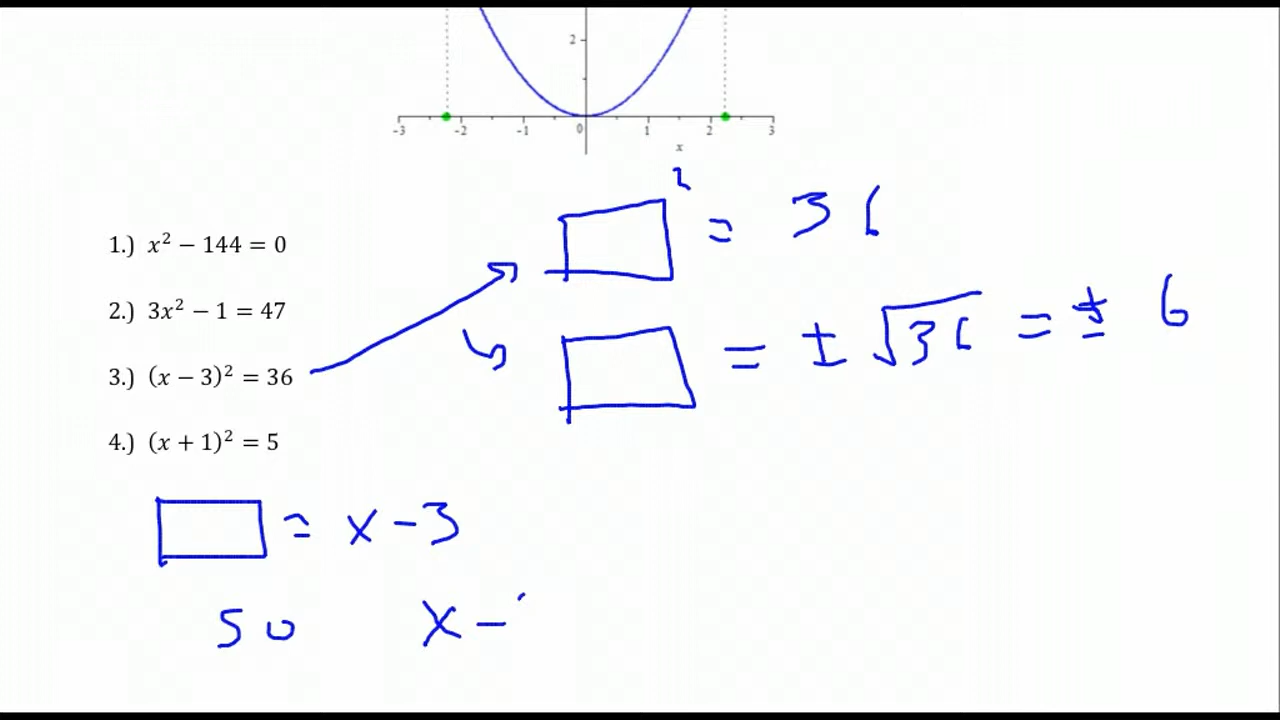 2
-3 -2 -1 0 1 2 3
x
□² = 36
1.) x² − 144 = 0
2.) 3x² − 1 = 47
□ = ± √36 = ± 6
3.) (x − 3)² = 36
4.) (x + 1)² = 5
□ = x − 3
so x −